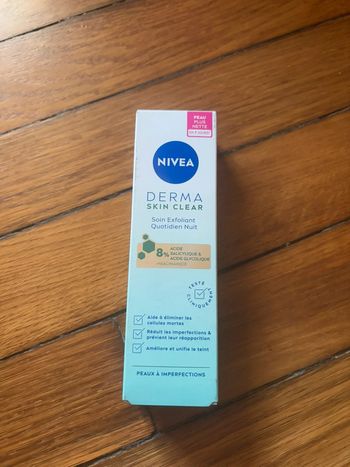 PEAU
PLUS
NETTE
NIVEA
DERMA
SKIN CLEAR
Soin Exfoliant
Quotidien Nuit
8% ACIDE
SALICYLIQUE &
ACIDE GLYCOLIQUE
+NIACINAMIDE
TESTÉ
CLINIQUEMENT
Aide à éliminer les
cellules mortes
Réduit les imperfections &
prévient leur réapparition
Améliore et unifie le teint
PEAUX À IMPERFECTIONS